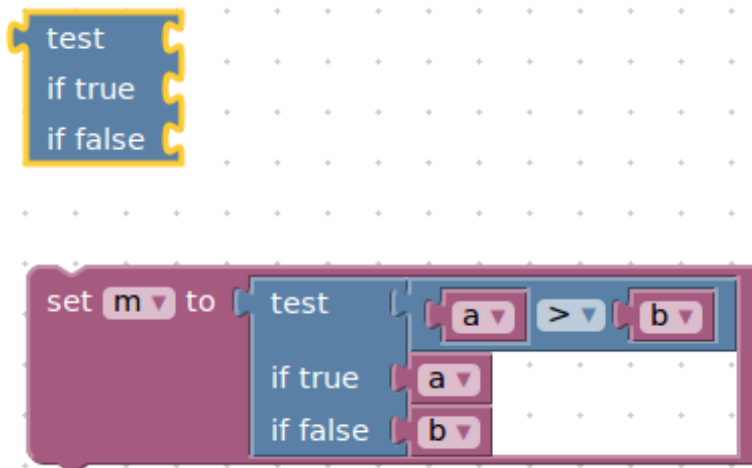 test
if true
if false
set m ▾ to test a ▾ > ▾ b ▾
if true a ▾
if false b ▾